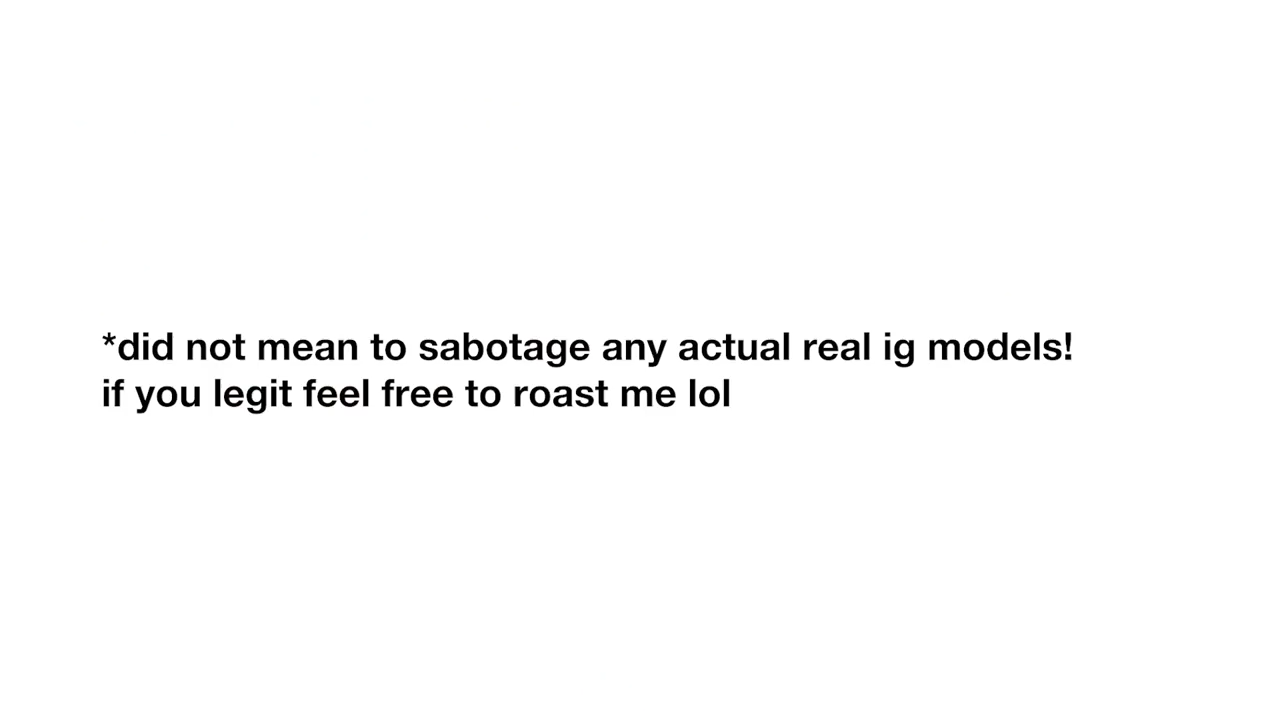 *did not mean to sabotage any actual real ig models!
if you legit feel free to roast me lol